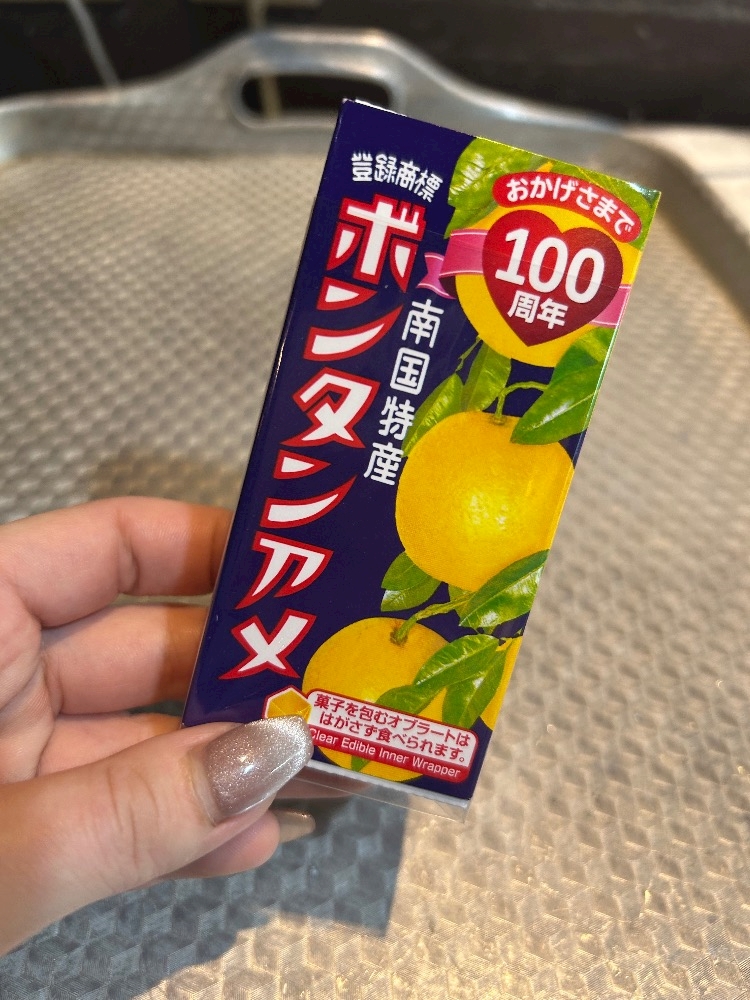 登録商標
ボンタンアメ
南国特産
おかげさまで
100
周年
菓子を包むオブラートは
はがさず食べられます。
Clear Edible Inner Wrapper